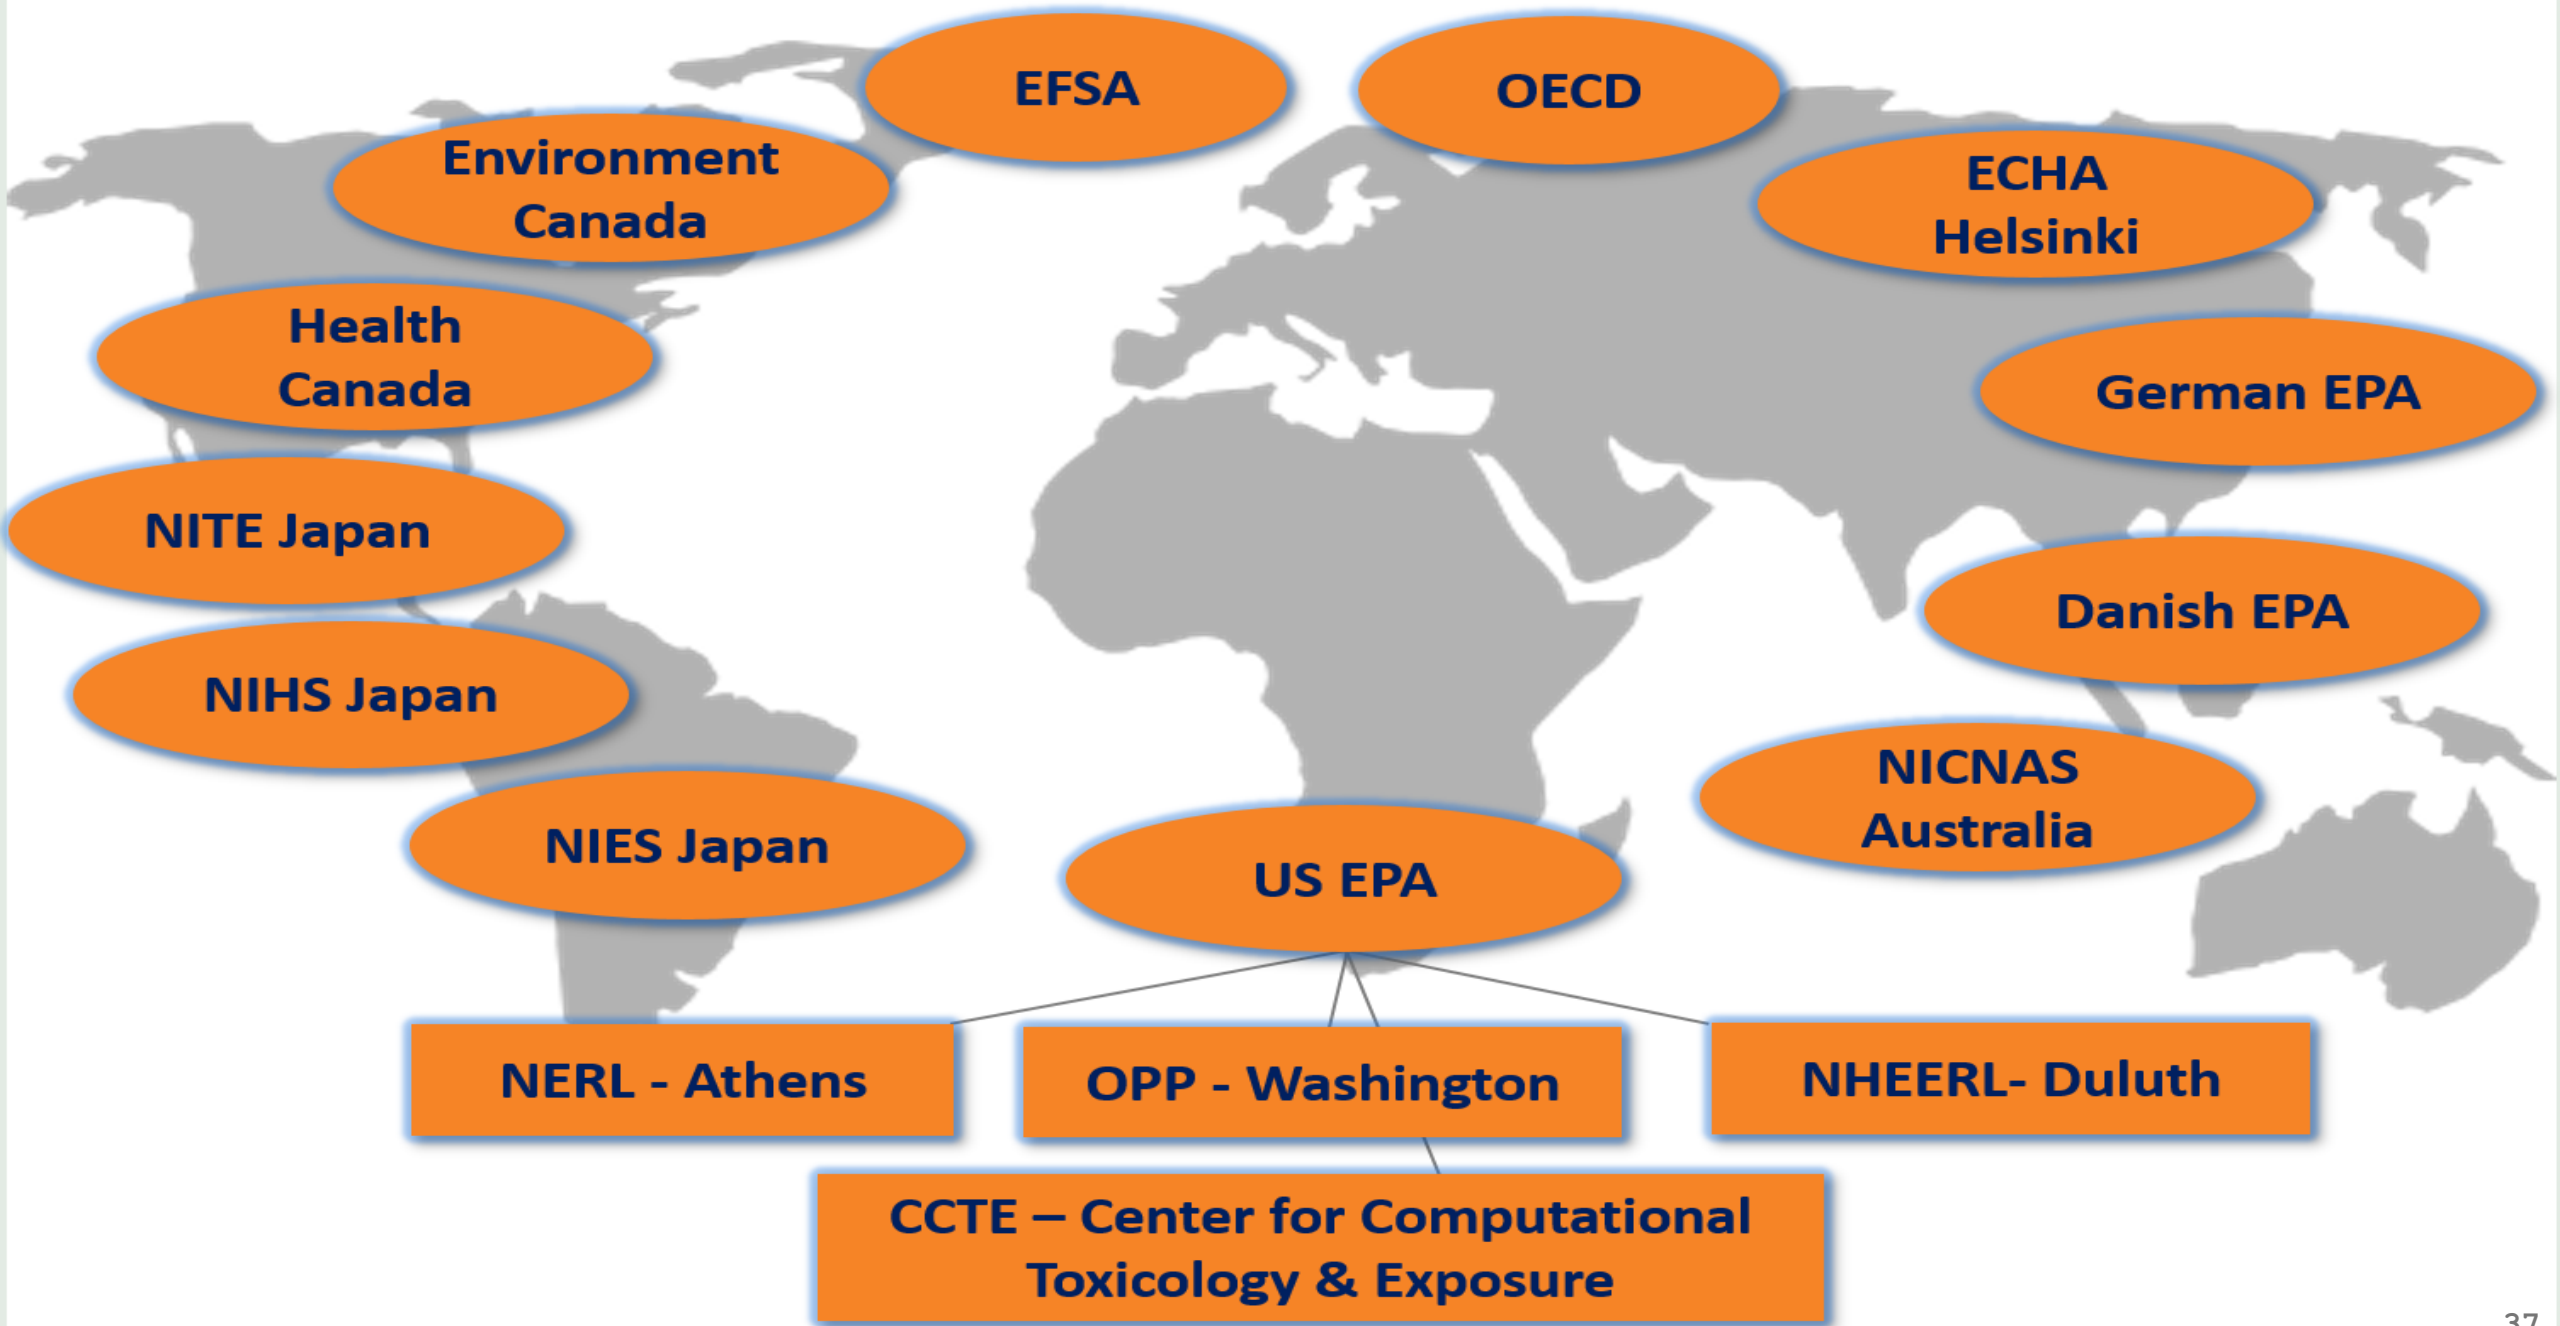 EFSA
OECD
Environment
Canada
ECHA
Helsinki
Health
Canada
German EPA
NITE Japan
Danish EPA
NIHS Japan
NICNAS
Australia
NIES Japan
US EPA
NERL - Athens
OPP - Washington
NHEERL- Duluth
CCTE – Center for Computational
Toxicology & Exposure
37